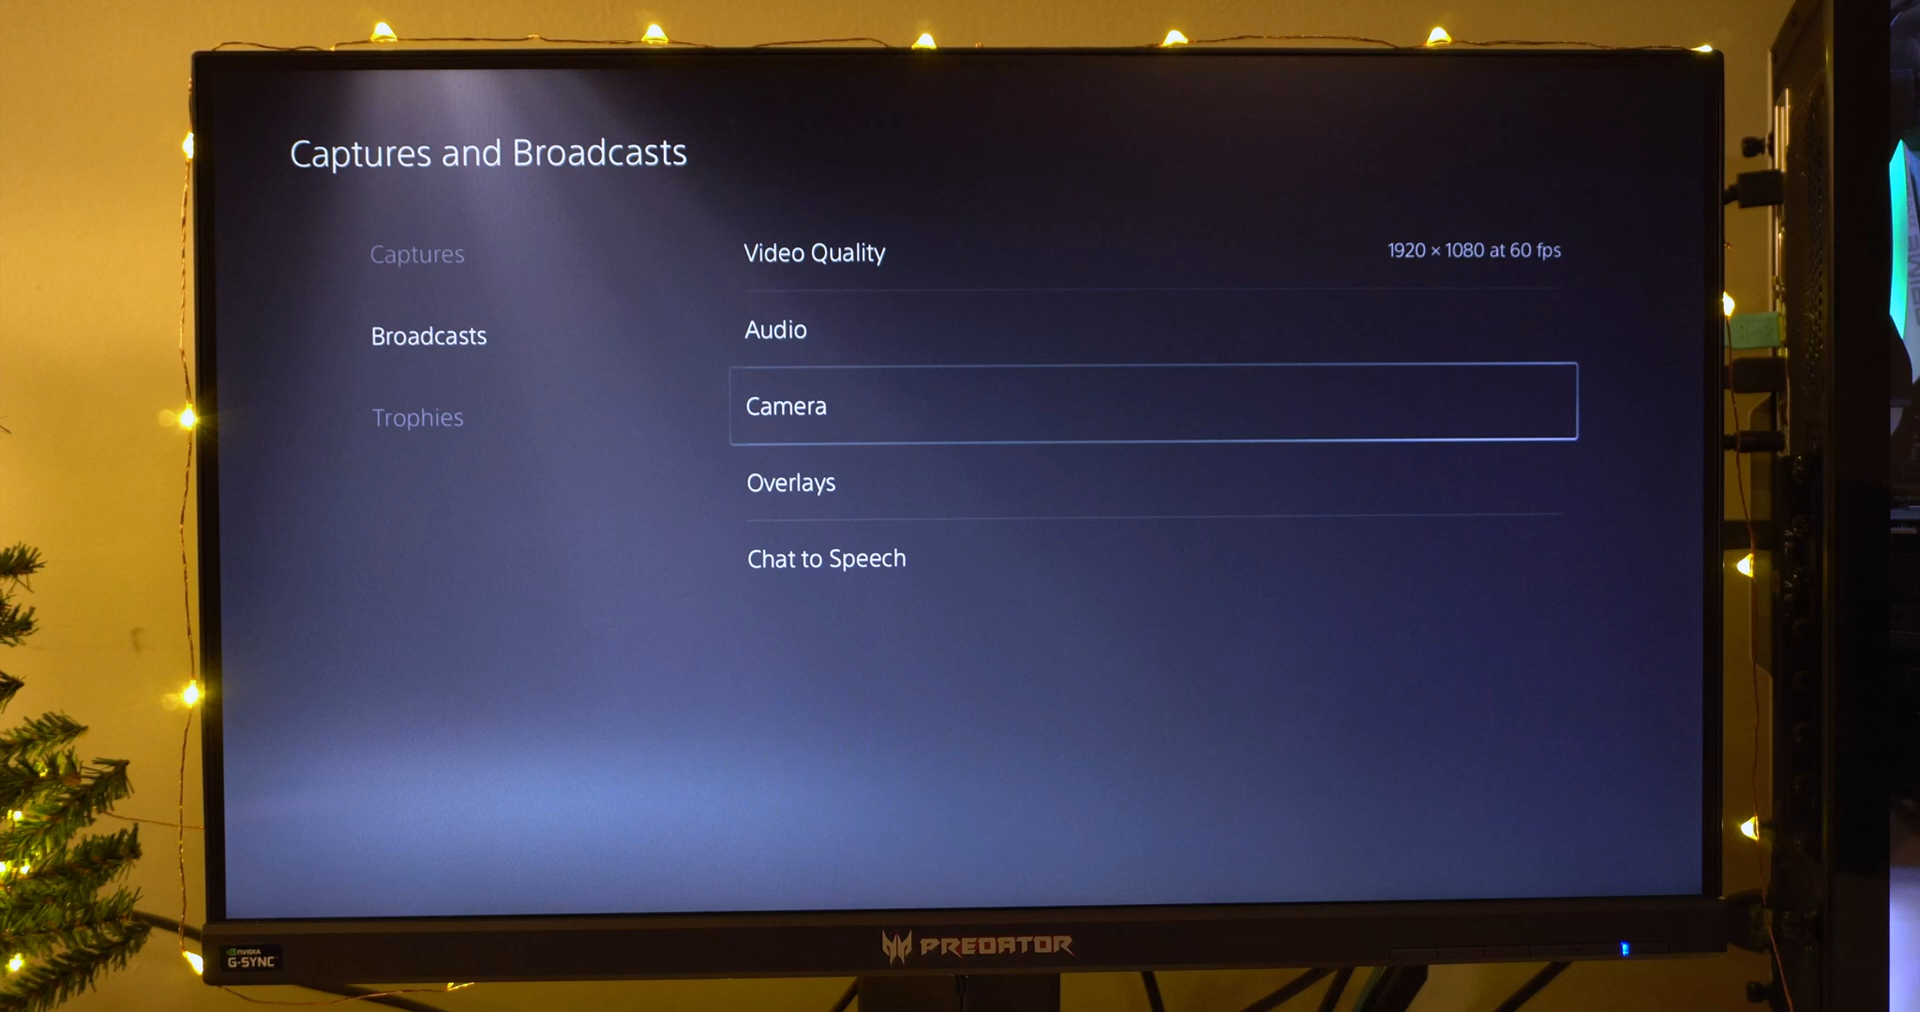 Captures and Broadcasts
Captures
Broadcasts
Trophies
Video Quality 1920 × 1080 at 60 fps
Audio
Camera
Overlays
Chat to Speech
NVIDIA
G-SYNC
PREDATOR